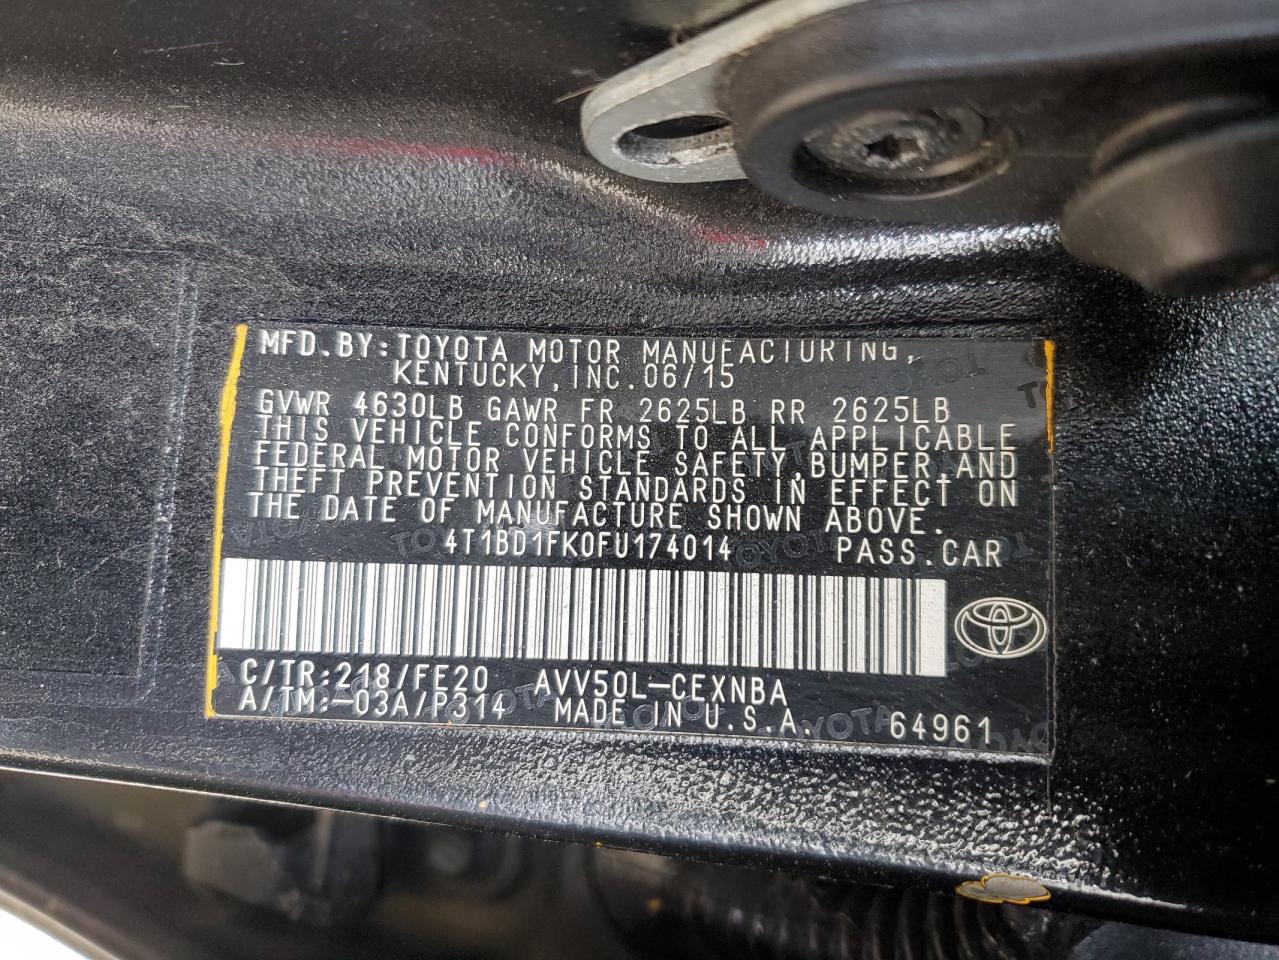 MFD.BY:TOYOTA MOTOR MANUFACTURING,
KENTUCKY,INC.06/15
GVWR 4630LB GAWR FR 2625LB RR 2625LB
THIS VEHICLE CONFORMS TO ALL APPLICABLE
FEDERAL MOTOR VEHICLE SAFETY,BUMPER,AND
THEFT PREVENTION STANDARDS IN EFFECT ON
THE DATE OF MANUFACTURE SHOWN ABOVE.
4T1BD1FK0FU174014 PASS.CAR
C/TR:218/FE20 AVV50L-CEXNBA
A/TM:-03A/P314 MADE IN U.S.A. 64961